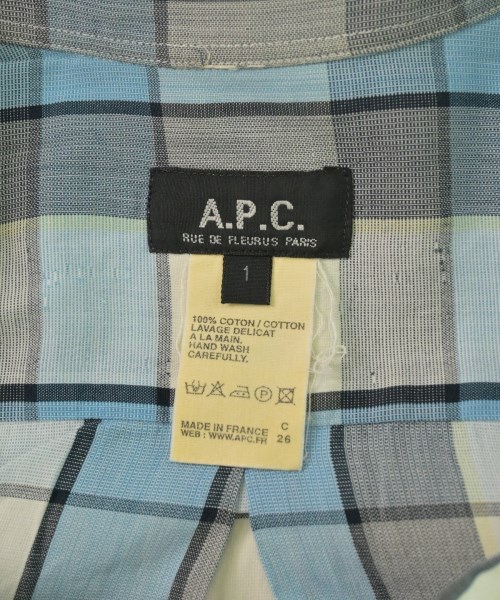 A.P.C.
RUE DE FLEURUS PARIS
1
100% COTON / COTTON
LAVAGE DELICAT
A LA MAIN.
HAND WASH
CAREFULLY.
P
MADE IN FRANCE C
WEB : WWW.APC.FR 26